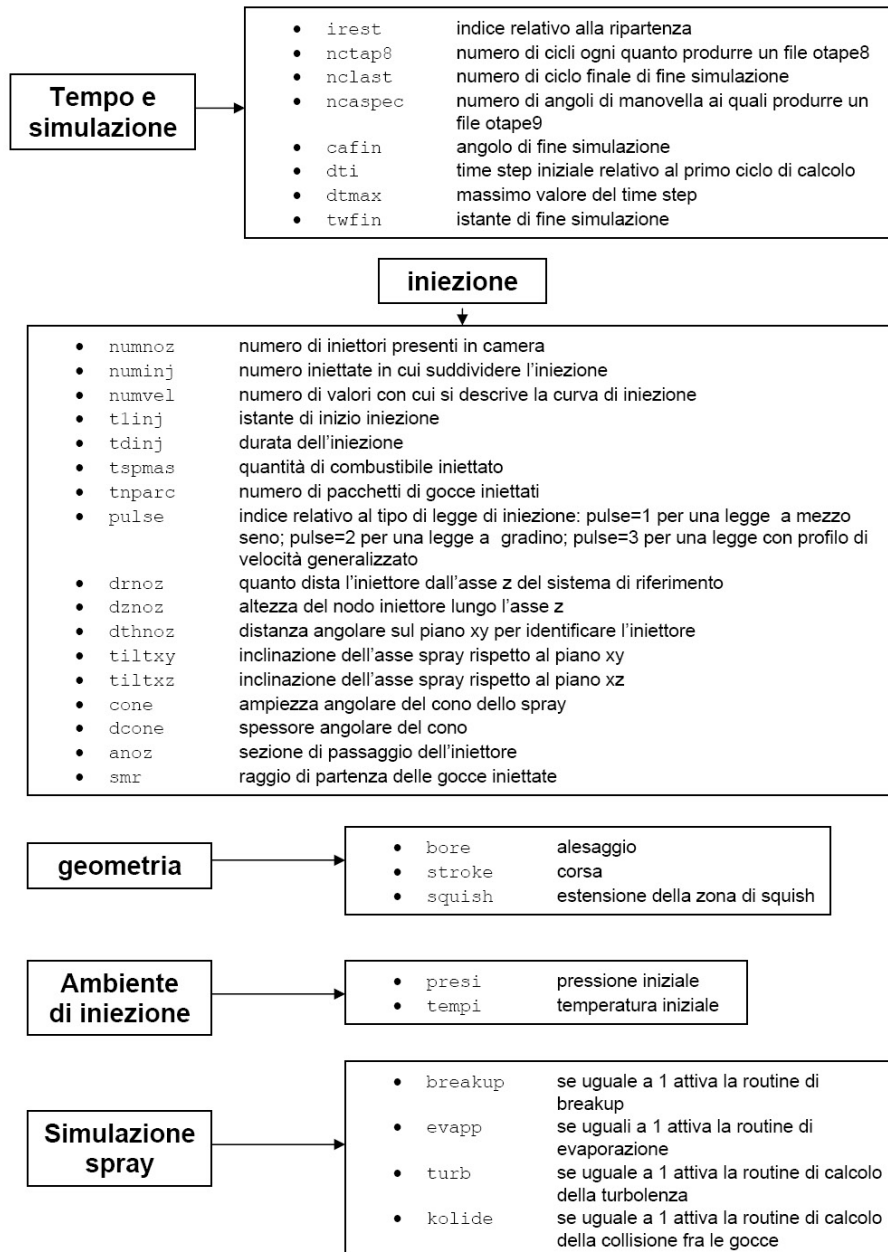 Tempo e
simulazione
• irest indice relativo alla ripartenza
• nctap8 numero di cicli ogni quanto produrre un file otape8
• nclast numero di ciclo finale di fine simulazione
• ncaspec numero di angoli di manovella ai quali produrre un
file otape9
• cafin angolo di fine simulazione
• dti time step iniziale relativo al primo ciclo di calcolo
• dtmax massimo valore del time step
• twfin istante di fine simulazione
iniezione
• numnoz numero di iniettori presenti in camera
• numinj numero iniettate in cui suddividere l'iniezione
• numvel numero di valori con cui si descrive la curva di iniezione
• t1inj istante di inizio iniezione
• tdinj durata dell'iniezione
• tspmas quantità di combustibile iniettato
• tnparc numero di pacchetti di gocce iniettati
• pulse indice relativo al tipo di legge di iniezione: pulse=1 per una legge a mezzo
seno; pulse=2 per una legge a gradino; pulse=3 per una legge con profilo di
velocità generalizzato
• drnoz quanto dista l'iniettore dall'asse z del sistema di riferimento
• dznoz altezza del nodo iniettore lungo l'asse z
• dthnoz distanza angolare sul piano xy per identificare l'iniettore
• tiltxy inclinazione dell'asse spray rispetto al piano xy
• tiltxz inclinazione dell'asse spray rispetto al piano xz
• cone ampiezza angolare del cono dello spray
• dcone spessore angolare del cono
• anoz sezione di passaggio dell'iniettore
• smr raggio di partenza delle gocce iniettate
geometria
• bore alesaggio
• stroke corsa
• squish estensione della zona di squish
Ambiente
di iniezione
• presi pressione iniziale
• tempi temperatura iniziale
Simulazione
spray
• breakup se uguale a 1 attiva la routine di
breakup
• evapp se uguali a 1 attiva la routine di
evaporazione
• turb se uguale a 1 attiva la routine di calcolo
della turbolenza
• kolide se uguale a 1 attiva la routine di calcolo
della collisione fra le gocce